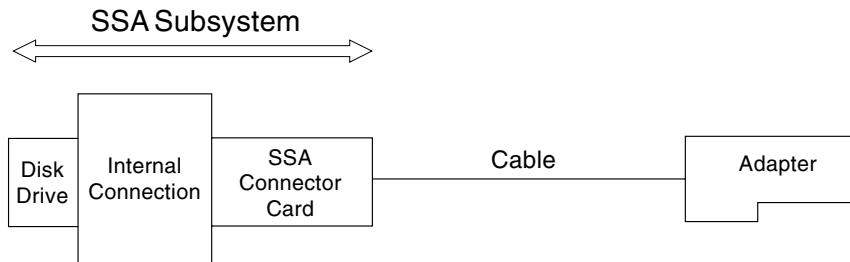 SSA Subsystem
Disk
Drive
Internal
Connection
SSA
Connector
Card
Cable
Adapter